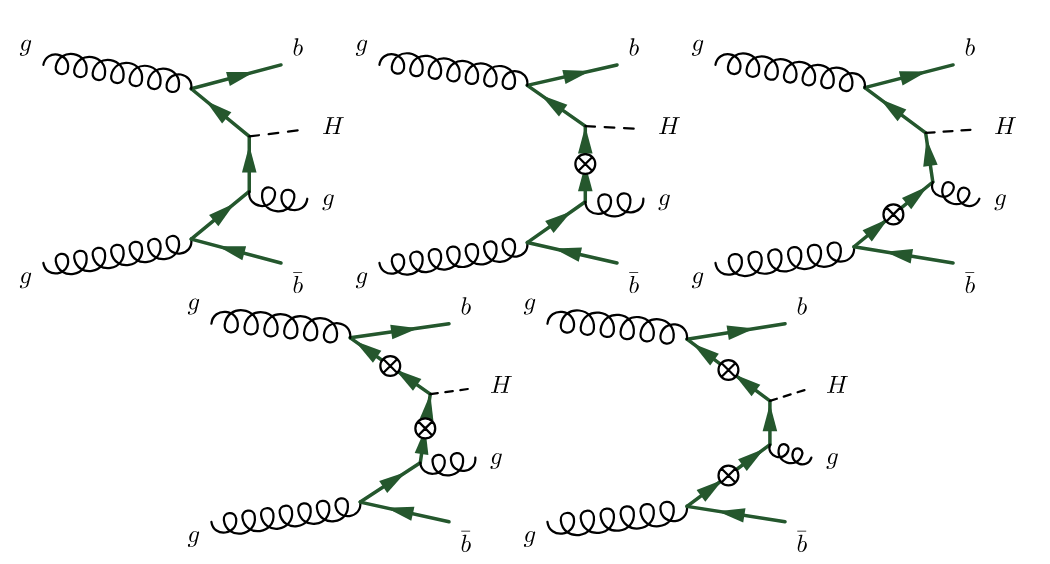 g b g b g b
H H H
g g g
g b̄ g b̄ g b̄
g b g b
H H
g g
g b̄ g b̄